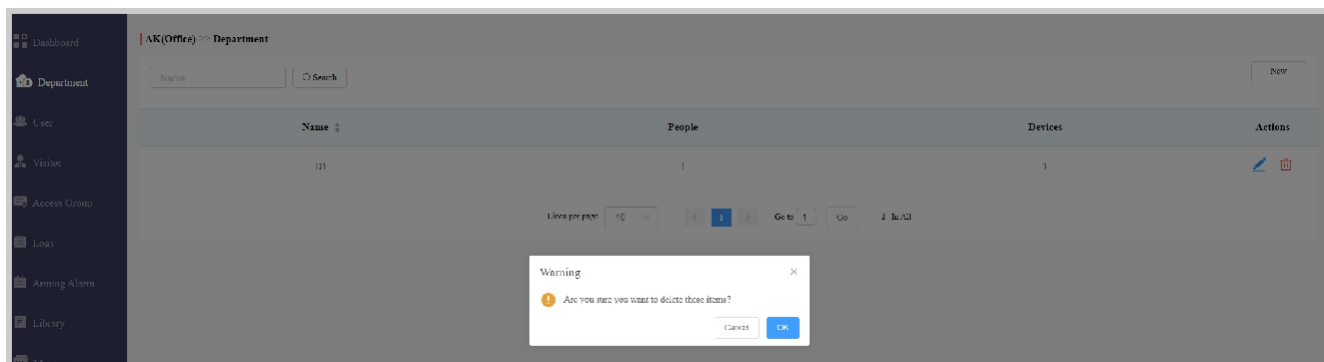 Dashboard
AK(Office) >> Department
Department
Name
Search
New
User
Name
People
Devices
Actions
Visitor
1
1
Access Group
Lines per page
10
1
Go to
1
Go
1 In All
Logs
Warning
Arming Alarm
Are you sure you want to delete these items?
Library
Cancel
OK